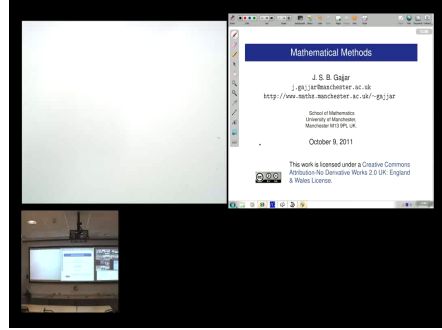 Mathematical Methods
J. S. B. Gajjar
j.gajjar@manchester.ac.uk
http://www.maths.manchester.ac.uk/~gajjar
School of Mathematics
University of Manchester,
Manchester M13 9PL UK.
October 9, 2011
This work is licensed under a Creative Commons
Attribution-No Derivative Works 2.0 UK: England
& Wales License.